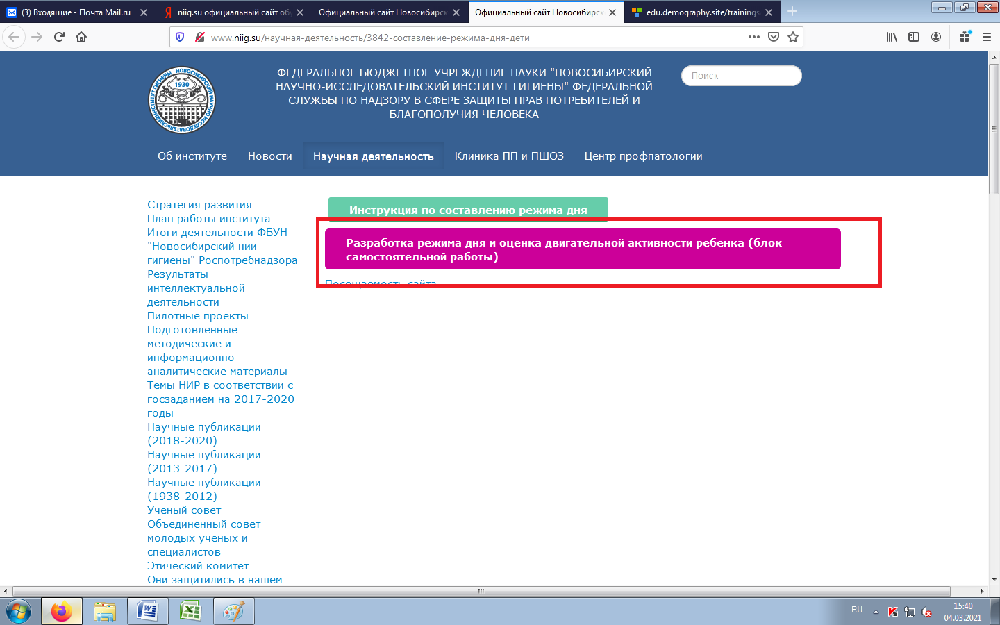 (3) Входящие - Почта Mail.ru
niig.su официальный сайт обу
Официальный сайт Новосибирск
Официальный сайт Новосибирск
edu.demography.site/trainings
www.niig.su/научная-деятельность/3842-составление-режима-дня-дети
ФЕДЕРАЛЬНОЕ БЮДЖЕТНОЕ УЧРЕЖДЕНИЕ НАУКИ "НОВОСИБИРСКИЙ
НАУЧНО-ИССЛЕДОВАТЕЛЬСКИЙ ИНСТИТУТ ГИГИЕНЫ" ФЕДЕРАЛЬНОЙ
СЛУЖБЫ ПО НАДЗОРУ В СФЕРЕ ЗАЩИТЫ ПРАВ ПОТРЕБИТЕЛЕЙ И
БЛАГОПОЛУЧИЯ ЧЕЛОВЕКА
Поиск
1930
Об институте
Новости
Научная деятельность
Клиника ПП и ПШОЗ
Центр профпатологии
Стратегия развития
План работы института
Итоги деятельности ФБУН
"Новосибирский нии
гигиены" Роспотребнадзора
Результаты
интеллектуальной
деятельности
Пилотные проекты
Подготовленные
методические и
информационно-
аналитические материалы
Темы НИР в соответствии с
госзаданием на 2017-2020
годы
Научные публикации
(2018-2020)
Научные публикации
(2013-2017)
Научные публикации
(1938-2012)
Ученый совет
Объединенный совет
молодых ученых и
специалистов
Этический комитет
Они защитились в нашем
Инструкция по составлению режима дня
Разработка режима дня и оценка двигательной активности ребенка (блок
самостоятельной работы)
Посещаемость сайта
RU
15:40
04.03.2021